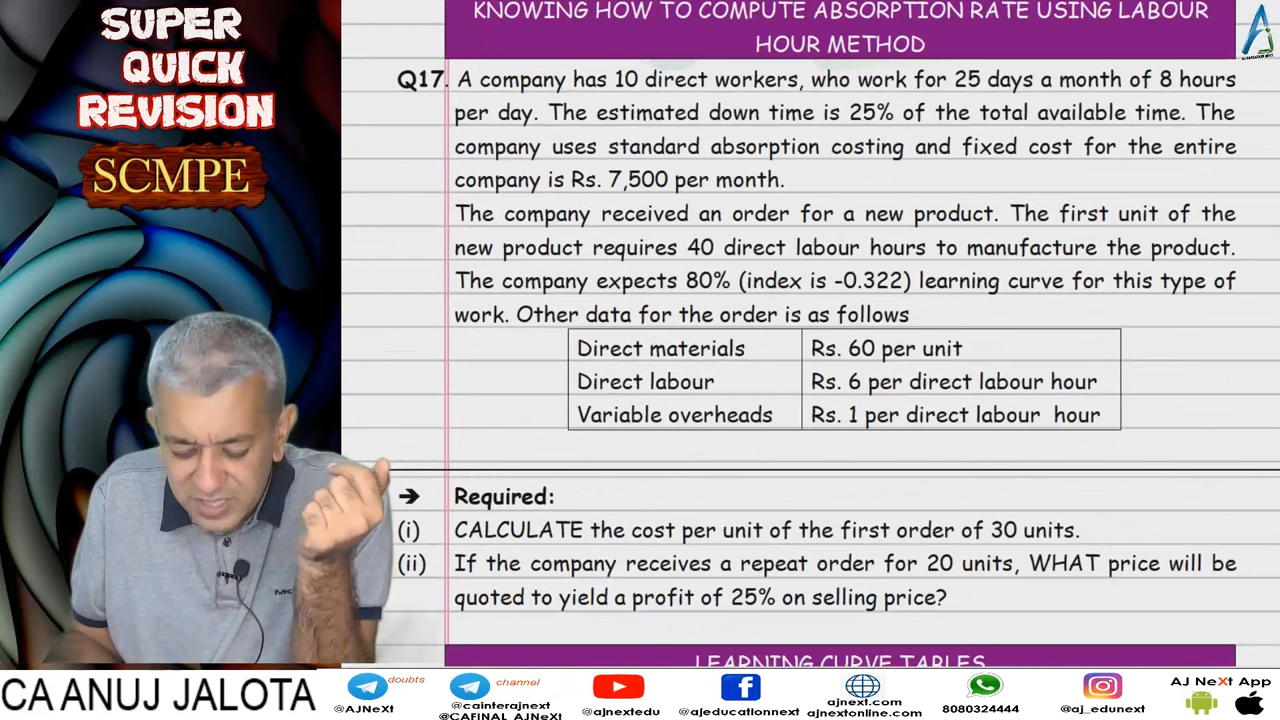 SUPER
QUICK
REVISION
SCMPE
KNOWING HOW TO COMPUTE ABSORPTION RATE USING LABOUR
HOUR METHOD
Q17. A company has 10 direct workers, who work for 25 days a month of 8 hours
per day. The estimated down time is 25% of the total available time. The
company uses standard absorption costing and fixed cost for the entire
company is Rs. 7,500 per month.
The company received an order for a new product. The first unit of the
new product requires 40 direct labour hours to manufacture the product.
The company expects 80% (index is -0.322) learning curve for this type of
work. Other data for the order is as follows
Direct materials Rs. 60 per unit
Direct labour Rs. 6 per direct labour hour
Variable overheads Rs. 1 per direct labour hour
➔ Required:
(i) CALCULATE the cost per unit of the first order of 30 units.
(ii) If the company receives a repeat order for 20 units, WHAT price will be
quoted to yield a profit of 25% on selling price?
LEARNING CURVE TABLES
CA ANUJ JALOTA
doubts
@AJNeXt
channel
@cainterajnext
@CAFINAL_AJNeXt
@ajnextedu
@ajeducationnext
ajnext.com
ajnextonline.com
8080324444
@aj_edunext
AJ NeXt App